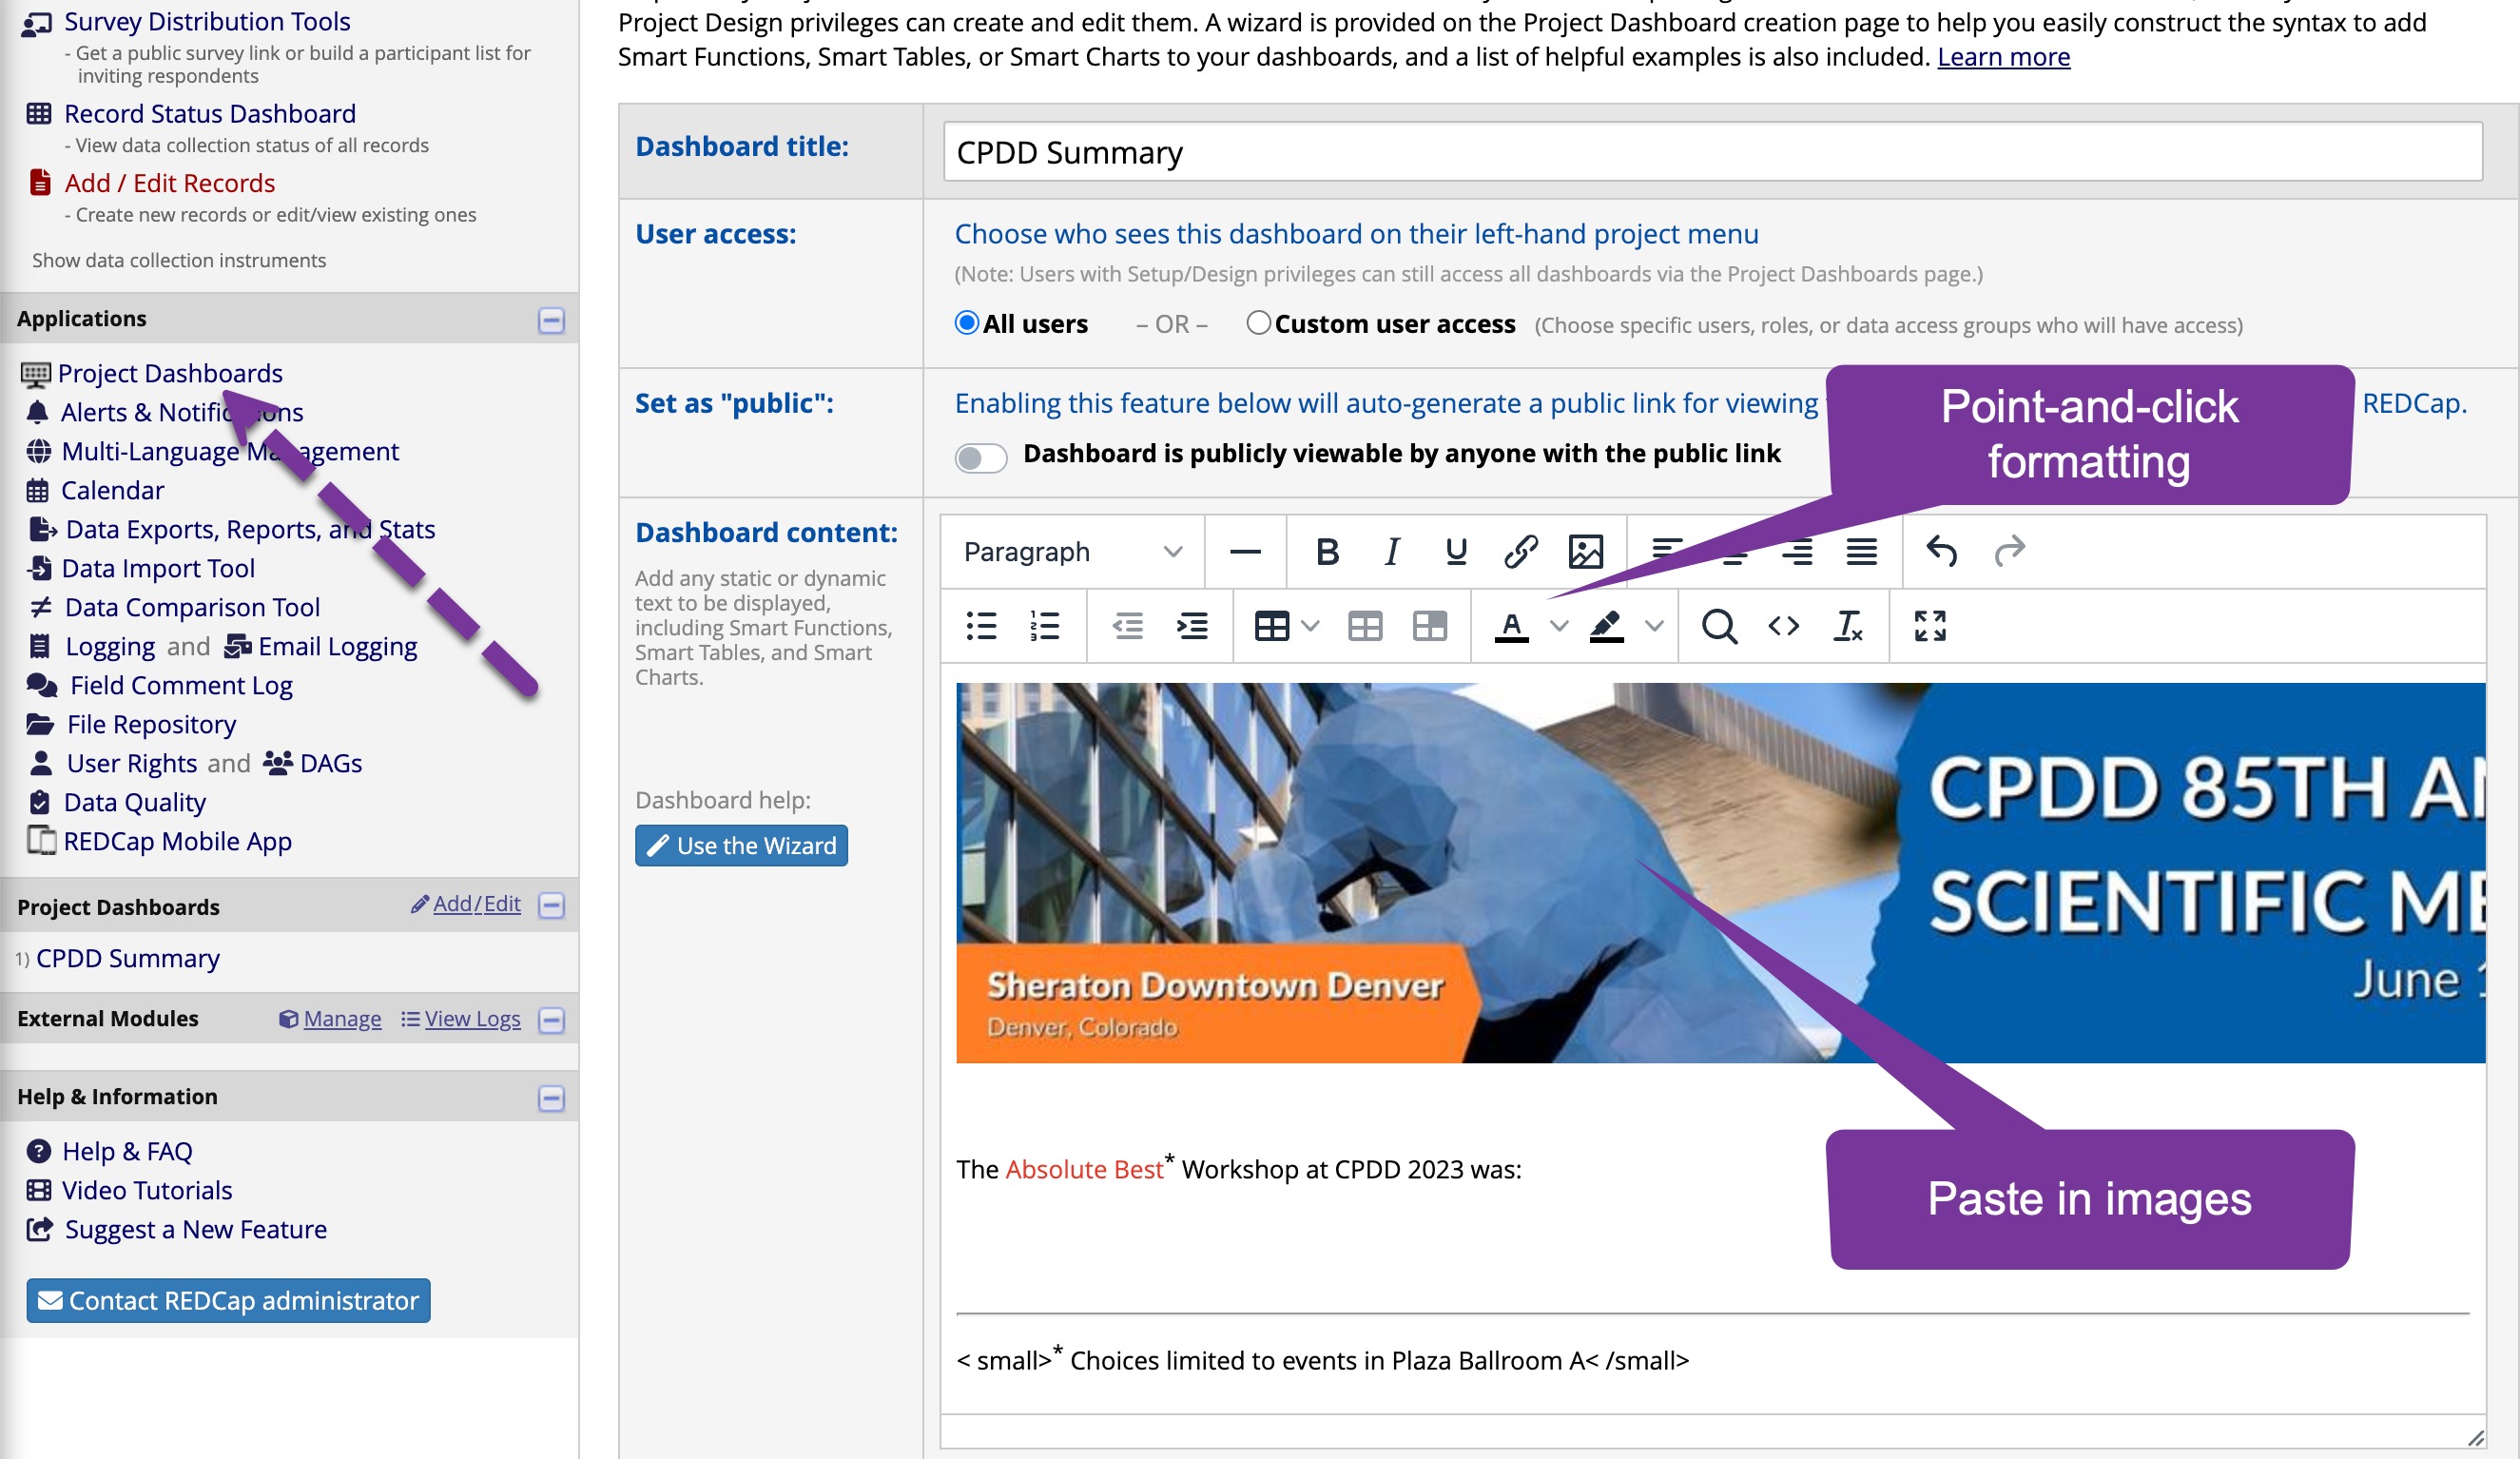 Survey Distribution Tools
- Get a public survey link or build a participant list for
inviting respondents
Record Status Dashboard
- View data collection status of all records
Add / Edit Records
- Create new records or edit/view existing ones
Show data collection instruments
Applications
Project Dashboards
Alerts & Notifications
Multi-Language Management
Calendar
Data Exports, Reports, and Stats
Data Import Tool
Data Comparison Tool
Logging and Email Logging
Field Comment Log
File Repository
User Rights and DAGs
Data Quality
REDCap Mobile App
Project Dashboards Add/Edit
1) CPDD Summary
External Modules Manage View Logs
Help & Information
Help & FAQ
Video Tutorials
Suggest a New Feature
Contact REDCap administrator
Project Design privileges can create and edit them. A wizard is provided on the Project Dashboard creation page to help you easily construct the syntax to add
Smart Functions, Smart Tables, or Smart Charts to your dashboards, and a list of helpful examples is also included. Learn more
Dashboard title: CPDD Summary
User access: Choose who sees this dashboard on their left-hand project menu
(Note: Users with Setup/Design privileges can still access all dashboards via the Project Dashboards page.)
All users – OR – Custom user access (Choose specific users, roles, or data access groups who will have access)
Set as "public": Enabling this feature below will auto-generate a public link for viewing REDCap.
Dashboard is publicly viewable by anyone with the public link
Point-and-click
formatting
Dashboard content:
Add any static or dynamic
text to be displayed,
including Smart Functions,
Smart Tables, and Smart
Charts.
Dashboard help:
Use the Wizard
Paragraph
CPDD 85TH
SCIENTIFIC
June
Sheraton Downtown Denver
Denver, Colorado
Paste in images
The Absolute Best* Workshop at CPDD 2023 was:
< small>* Choices limited to events in Plaza Ballroom A< /small>